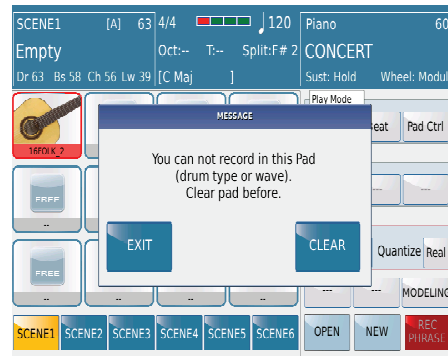 SCENE1 [A] 63 4/4 120 Piano 60
Empty Oct:-- T:-- Split:F# 2 CONCERT
Dr 63 Bs 58 Ch 56 Lw 39 [C Maj ] Sust: Hold Wheel: Modul
Play Mode
MESSAGE
eat Pad Ctrl
16FOLK_2
You can not record in this Pad
(drum type or wave).
Clear pad before.
FREE
--- ---
--
EXIT CLEAR
Quantize Real
FREE
--- --- MODELING
-- -- -- --
SCENE1 SCENE2 SCENE3 SCENE4 SCENE5 SCENE6 OPEN NEW REC
PHRASE